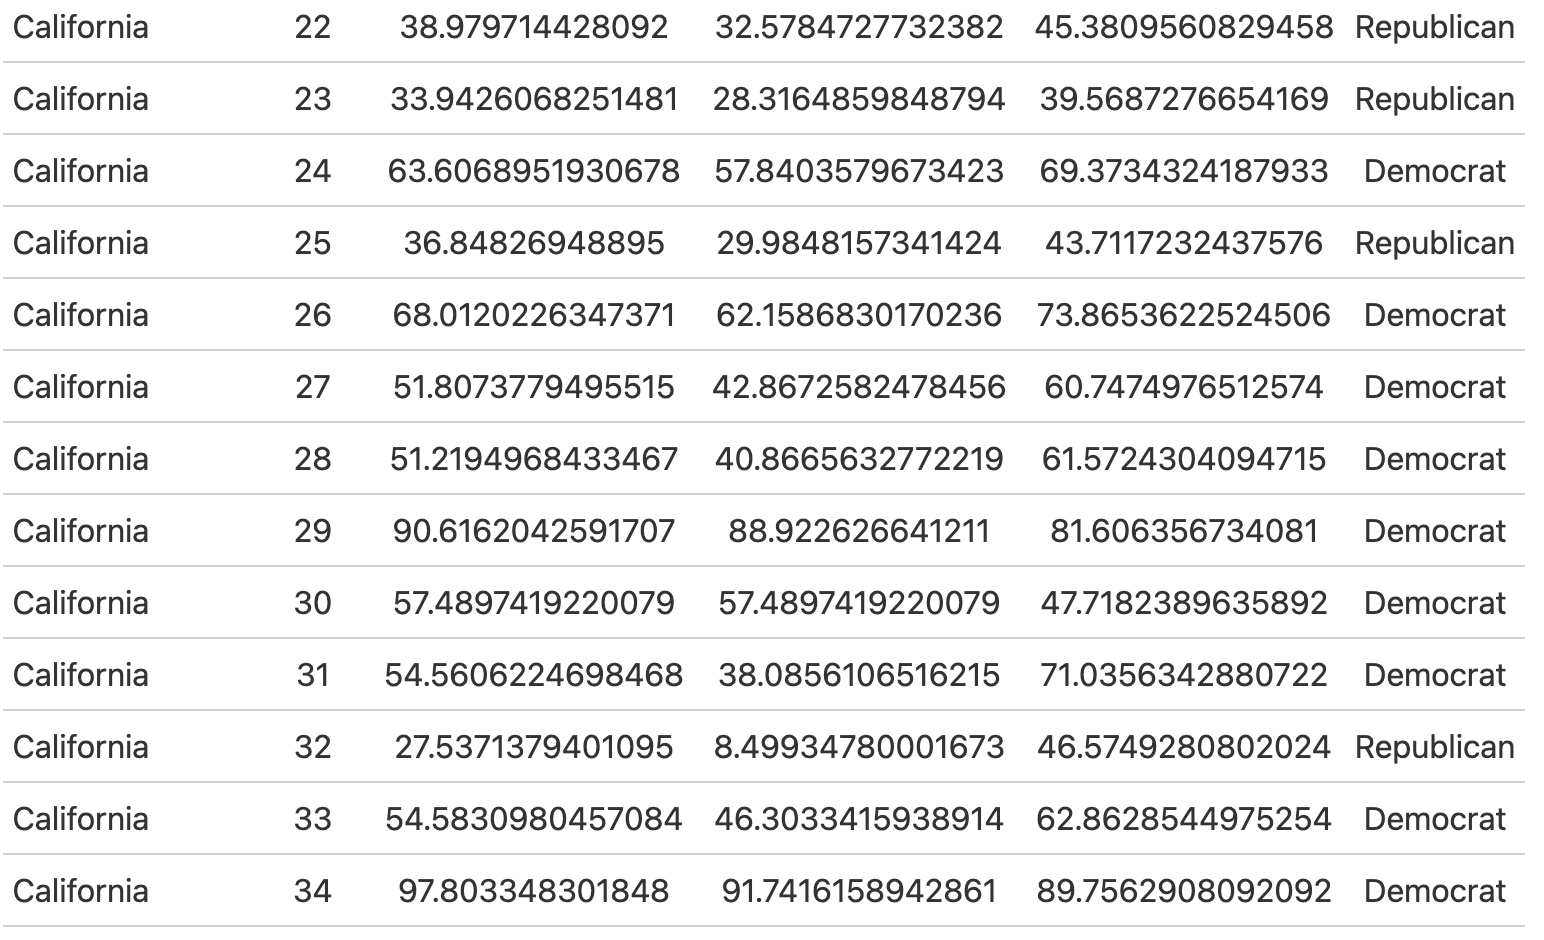 California 22 38.979714428092 32.5784727732382 45.3809560829458 Republican
California 23 33.9426068251481 28.3164859848794 39.5687276654169 Republican
California 24 63.6068951930678 57.8403579673423 69.3734324187933 Democrat
California 25 36.84826948895 29.9848157341424 43.7117232437576 Republican
California 26 68.0120226347371 62.1586830170236 73.8653622524506 Democrat
California 27 51.8073779495515 42.8672582478456 60.7474976512574 Democrat
California 28 51.2194968433467 40.8665632772219 61.5724304094715 Democrat
California 29 90.6162042591707 88.922626641211 81.606356734081 Democrat
California 30 57.4897419220079 57.4897419220079 47.7182389635892 Democrat
California 31 54.5606224698468 38.0856106516215 71.0356342880722 Democrat
California 32 27.5371379401095 8.49934780001673 46.5749280802024 Republican
California 33 54.5830980457084 46.3033415938914 62.8628544975254 Democrat
California 34 97.803348301848 91.7416158942861 89.7562908092092 Democrat